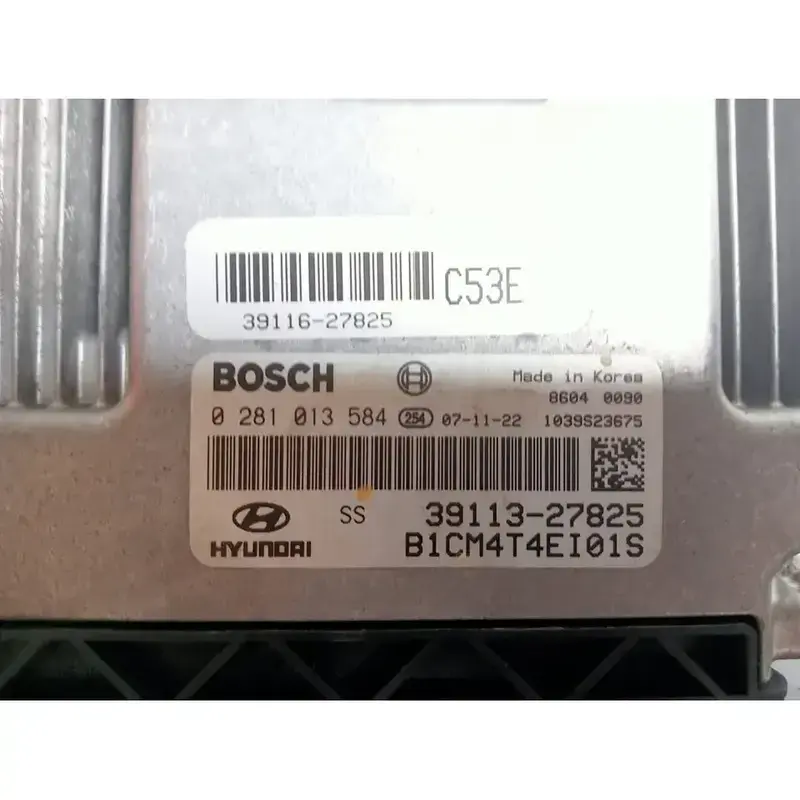 C53E
39116-27825
BOSCH Made in Korea
8604 0090
0 281 013 584 254 07-11-22 1039S23675
SS 39113-27825
HYUNDAI B1CM4T4EI01S